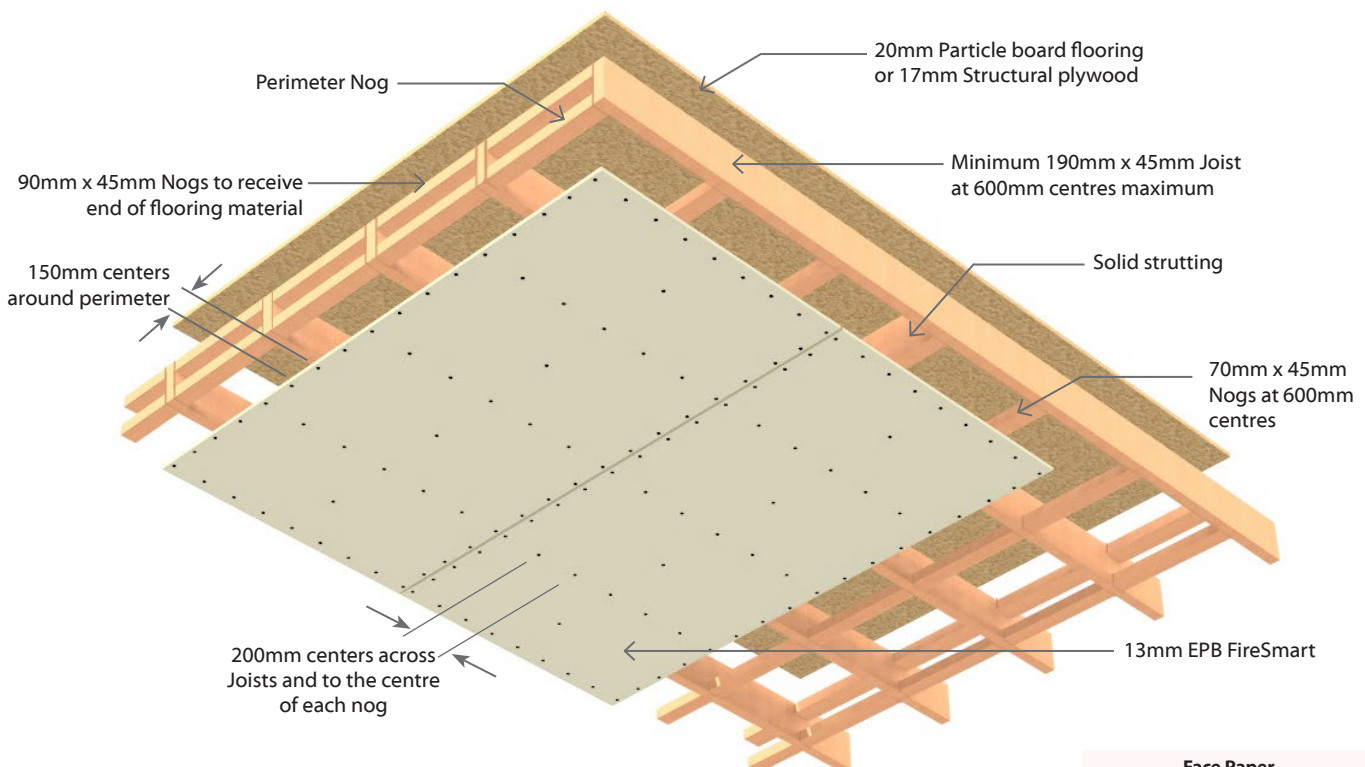 20mm Particle board flooring
or 17mm Structural plywood
Perimeter Nog
Minimum 190mm x 45mm Joist
at 600mm centres maximum
90mm x 45mm Nogs to receive
end of flooring material
Solid strutting
150mm centers
around perimeter
70mm x 45mm
Nogs at 600mm
centres
200mm centers across
Joists and to the centre
of each nog
13mm EPB FireSmart
Face Paper